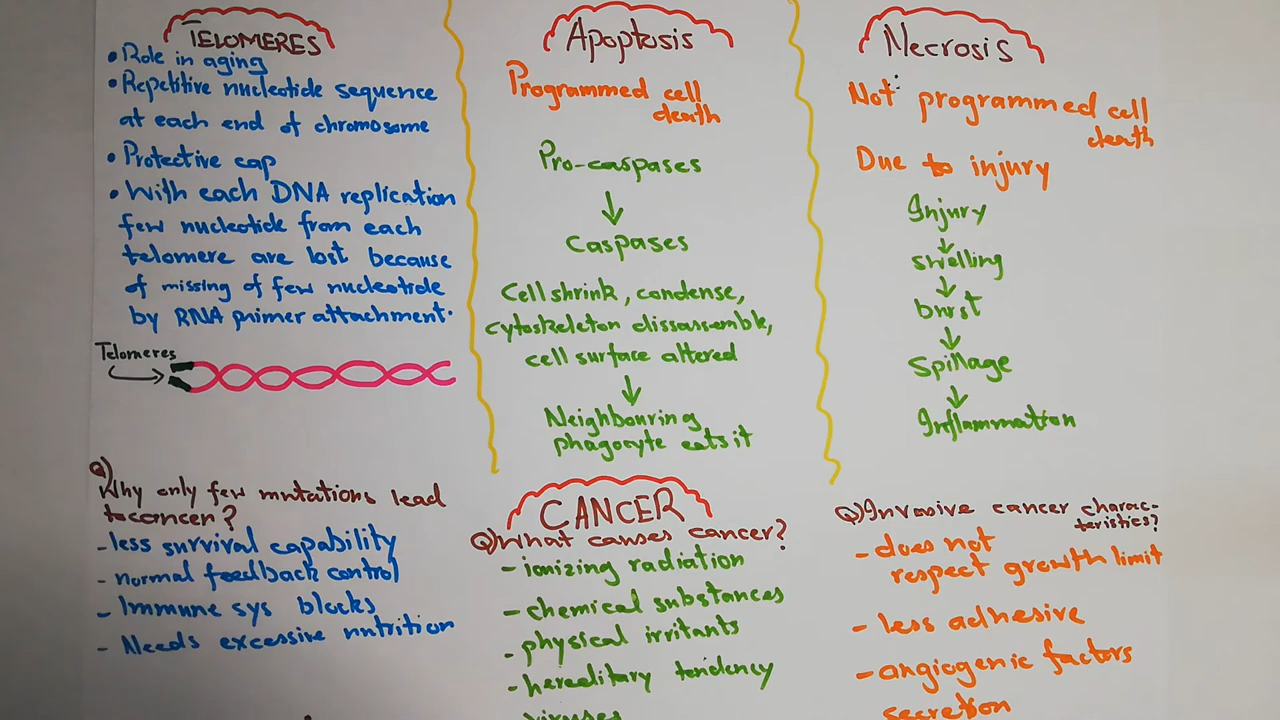 TELOMERES
• Role in aging
• Repetitive nucleotide sequence
at each end of chromosome
• Protective cap
• With each DNA replication
few nucleotide from each
telomere are lost because
of missing of few nucleotide
by RNA primer attachment.
Telomeres
Apoptosis
Programmed cell
death
Pro-caspases
↓
Caspases
Cell shrink, condense,
cytoskeleton dissassemble,
cell surface altered
↓
Neighbouring
phagocyte eats it
Necrosis
Not programmed cell
death
Due to injury
Injury
↓
swelling
↓
burst
↓
Spillage
↓
Inflammation
Q)
Why only few mutations lead
to cancer?
- less survival capability
- normal feedback control
- Immune sys blocks
- Needs excessive nutrition
CANCER
Q) What causes cancer?
- ionizing radiation
- chemical substances
- physical irritants
- hereditary tendency
viruses
Q) Invasive cancer charac-
teristics?
- does not
respect growth limit
- less adhesive
- angiogenic factors
secretion